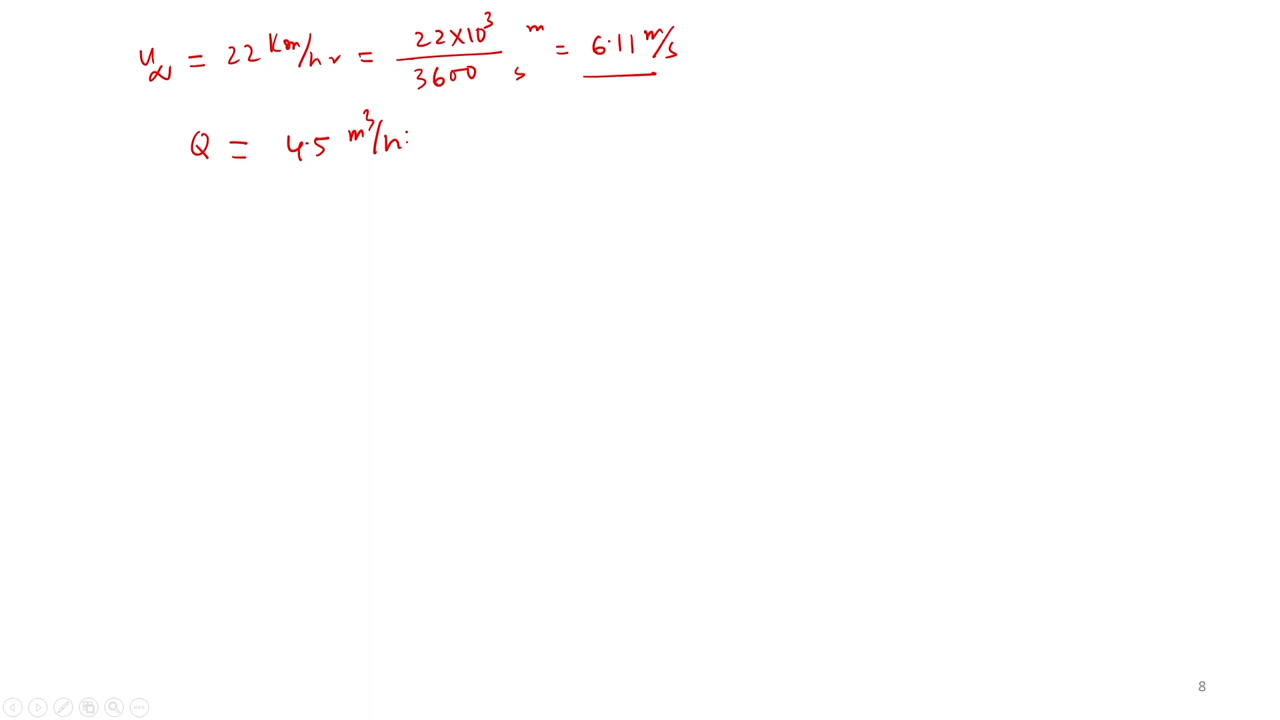 u∞ = 22 Km/hr = 22×10³/3600 m/s = 6.11 m/s
Q = 4.5 m³/h
8